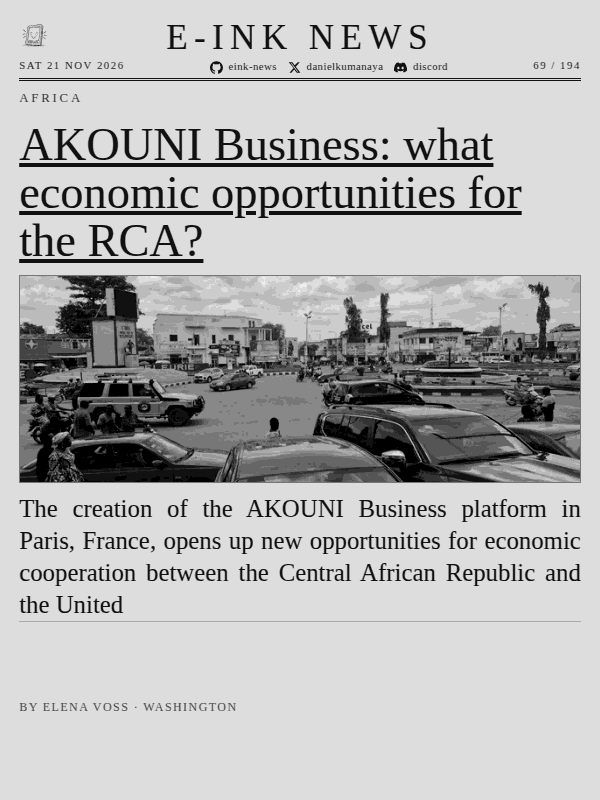 E-INK NEWS
SAT 21 NOV 2026
eink-news
danielkumanaya
discord
69 / 194
AFRICA
AKOUNI Business: what
economic opportunities for
the RCA?
The creation of the AKOUNI Business platform in
Paris, France, opens up new opportunities for economic
cooperation between the Central African Republic and
the United
BY ELENA VOSS · WASHINGTON